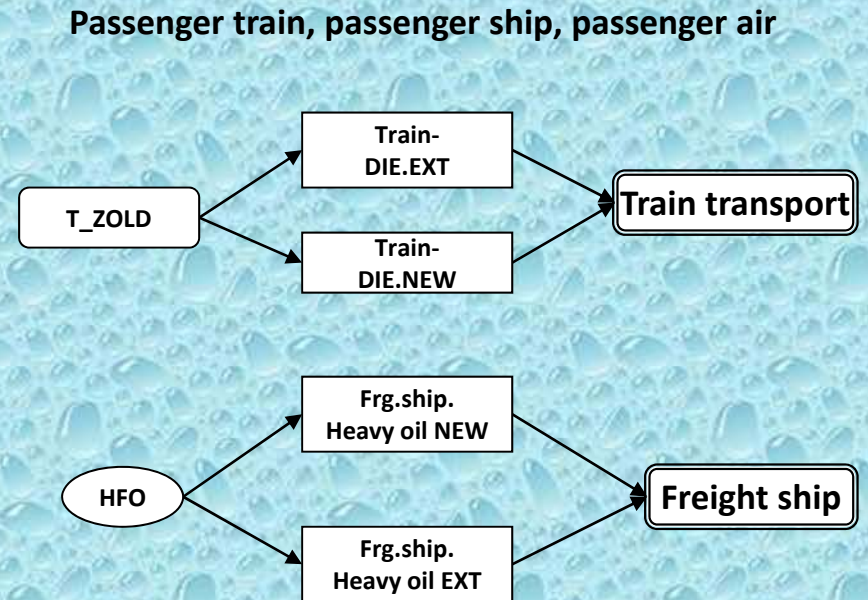 Passenger train, passenger ship, passenger air
Train-
DIE.EXT
T_ZOLD
Train transport
Train-
DIE.NEW
Frg.ship.
Heavy oil NEW
HFO
Freight ship
Frg.ship.
Heavy oil EXT